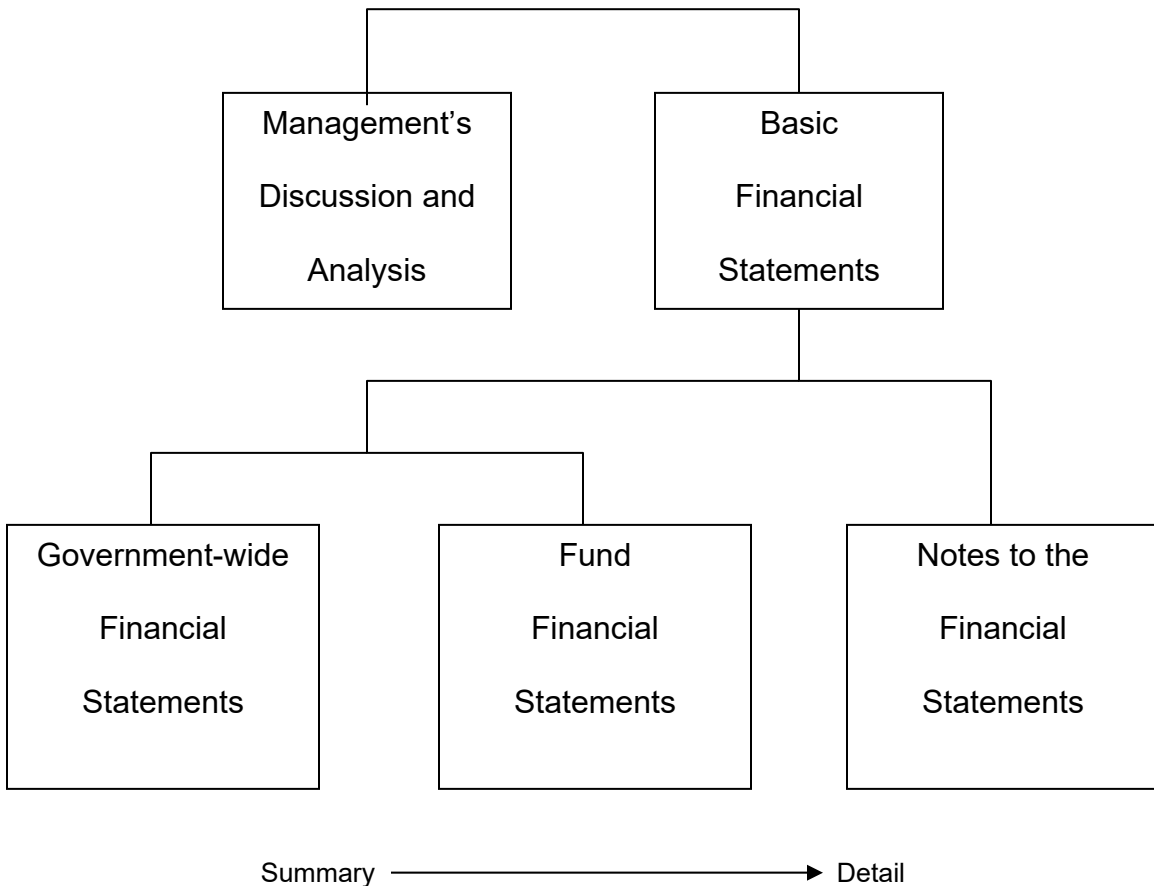 Management’s
Discussion and
Analysis
Basic
Financial
Statements
Government-wide
Financial
Statements
Fund
Financial
Statements
Notes to the
Financial
Statements
Summary
Detail